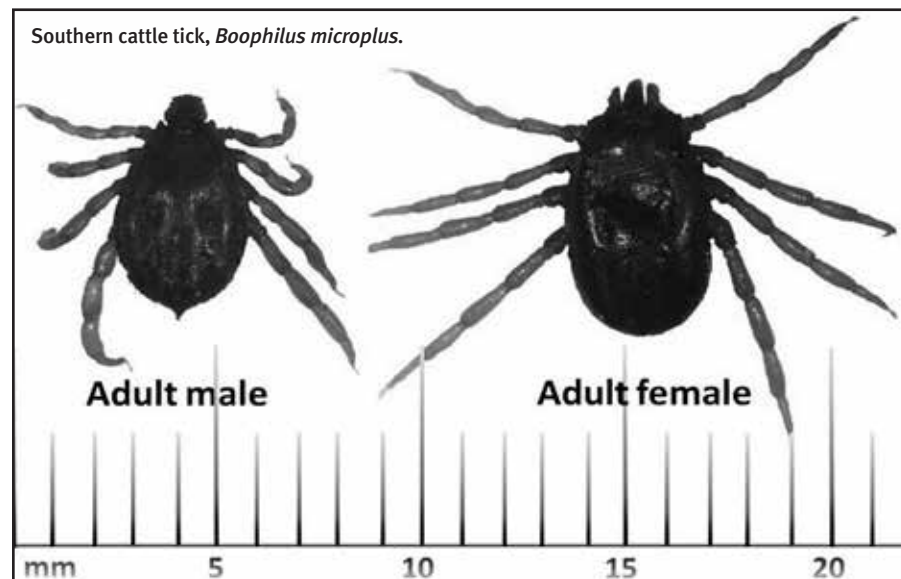 Southern cattle tick, Boophilus microplus.
Adult male Adult female
mm 5 10 15 20